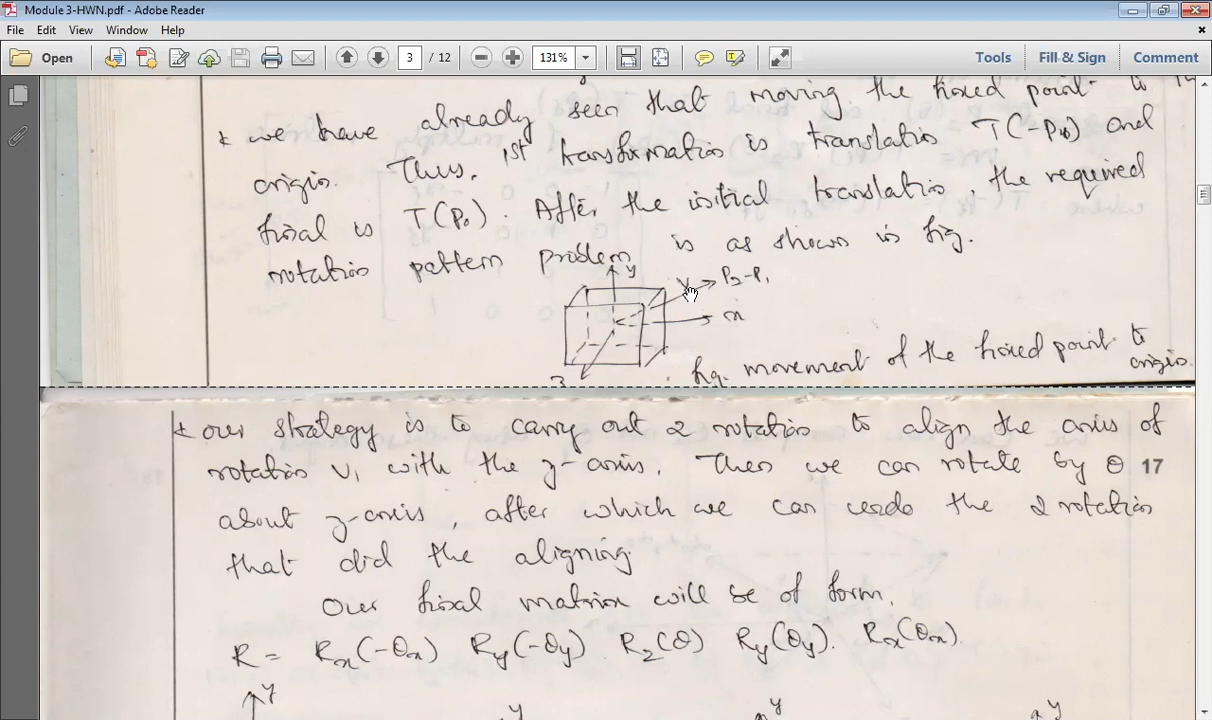 Module 3-HWN.pdf - Adobe Reader
File Edit View Window Help
Open 3 / 12 131% Tools Fill & Sign Comment
* we have already seen that moving the fixed point to
origin. Thus, 1st transformation is translation T(-P0) and
final is T(P0). After the initial translation, the required
rotation pattern problem is as shown in fig.
y
V P2-P1
x
z
fig. movement of the fixed point to
origin.
* our strategy is to carry out 2 rotation to align the axis of
rotation V, with the z-axis. Then we can rotate by θ 17
about z-axis, after which we can undo the 2 rotation
that did the aligning
Our final matrix will be of form.
R = Rx(-θx) Ry(-θy) Rz(θ) Ry(θy). Rx(θx).
y y y y